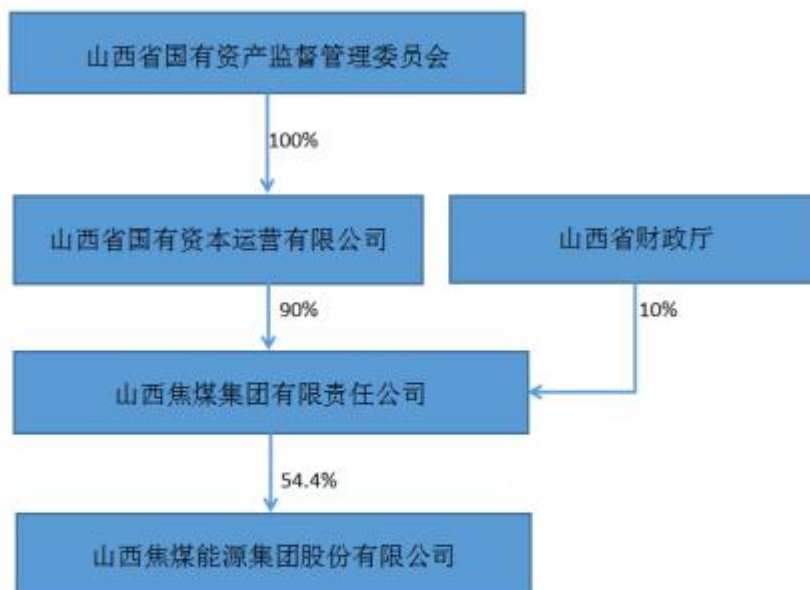 山西省国有资产监督管理委员会
100%
山西省国有资本运营有限公司
山西省财政厅
90%
10%
山西焦煤集团有限责任公司
54.4%
山西焦煤能源集团股份有限公司